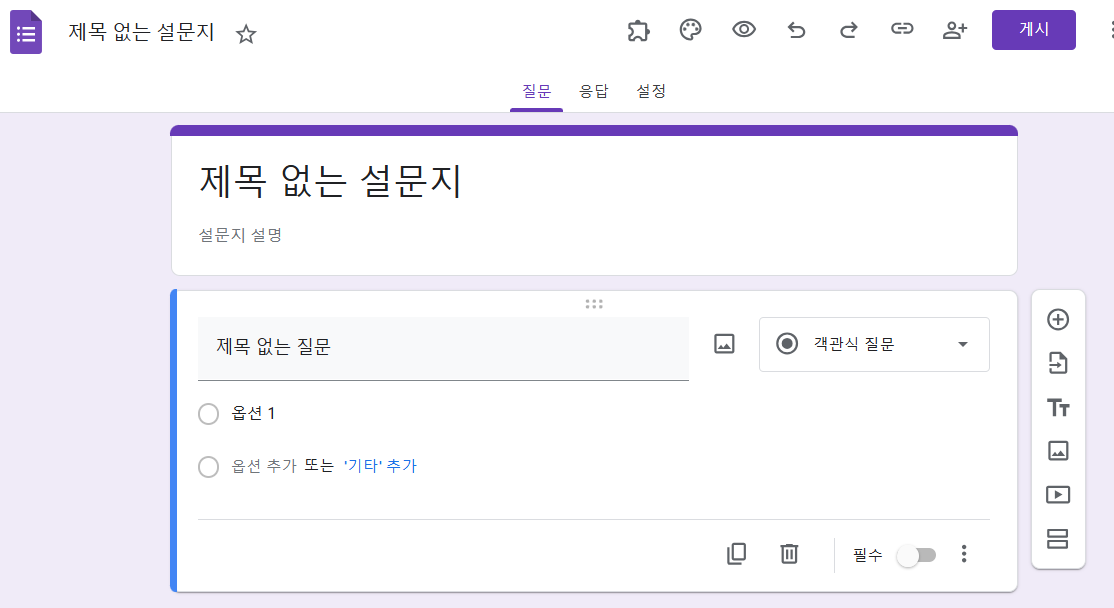 제목 없는 설문지
게시
질문 응답 설정
제목 없는 설문지
설문지 설명
제목 없는 질문
객관식 질문
옵션 1
옵션 추가 또는 '기타' 추가
Tт
필수